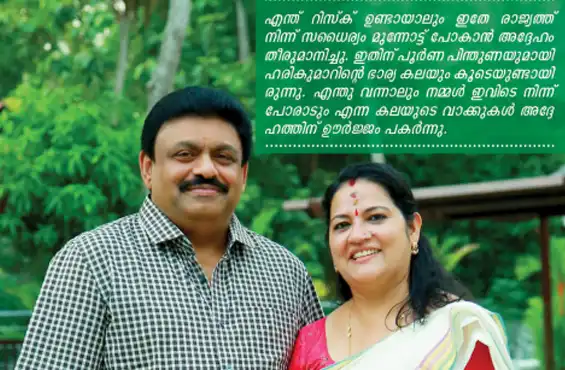 എന്ത് റിസ്ക് ഉണ്ടായാലും ഇതേ രാജ്യത്ത്
നിന്ന് സധൈര്യം മുന്നോട്ട് പോകാൻ അദ്ദേഹം
തീരുമാനിച്ചു. ഇതിന് പൂർണ പിന്തുണയുമായി
ഹരികുമാറിന്റെ ഭാര്യ കലയും കൂടെയുണ്ടായി
രുന്നു. എന്തു വന്നാലും നമ്മൾ ഇവിടെ നിന്ന്
പോരാടും എന്ന കലയുടെ വാക്കുകൾ അദ്ദേ
ഹത്തിന് ഊർജ്ജം പകർന്നു.